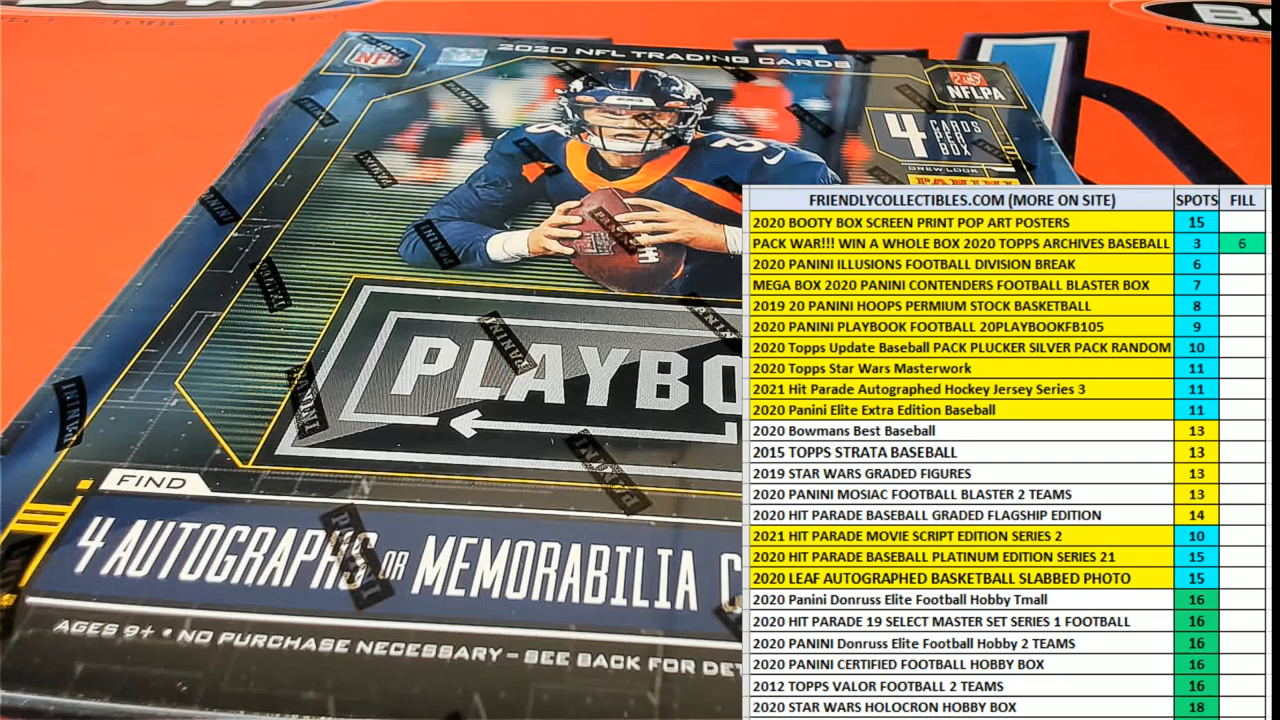 2020 NFL TRADING CARDS
NFL
NFLPA
4 CARDS
PER
BOX
ONE W LOOK
PANINI
PLAYBO
FIND
4 AUTOGRAPHS OR MEMORABILIA C
AGES 9+ • NO PURCHASE NECESSARY – SEE BACK FOR DET
FRIENDLYCOLLECTIBLES.COM (MORE ON SITE) SPOTS FILL
2020 BOOTY BOX SCREEN PRINT POP ART POSTERS 15
PACK WAR!!! WIN A WHOLE BOX 2020 TOPPS ARCHIVES BASEBALL 3 6
2020 PANINI ILLUSIONS FOOTBALL DIVISION BREAK 6
MEGA BOX 2020 PANINI CONTENDERS FOOTBALL BLASTER BOX 7
2019 20 PANINI HOOPS PERMIUM STOCK BASKETBALL 8
2020 PANINI PLAYBOOK FOOTBALL 20PLAYBOOKFB105 9
2020 Topps Update Baseball PACK PLUCKER SILVER PACK RANDOM 10
2020 Topps Star Wars Masterwork 11
2021 Hit Parade Autographed Hockey Jersey Series 3 11
2020 Panini Elite Extra Edition Baseball 11
2020 Bowmans Best Baseball 13
2015 TOPPS STRATA BASEBALL 13
2019 STAR WARS GRADED FIGURES 13
2020 PANINI MOSIAC FOOTBALL BLASTER 2 TEAMS 13
2020 HIT PARADE BASEBALL GRADED FLAGSHIP EDITION 14
2021 HIT PARADE MOVIE SCRIPT EDITION SERIES 2 10
2020 HIT PARADE BASEBALL PLATINUM EDITION SERIES 21 15
2020 LEAF AUTOGRAPHED BASKETBALL SLABBED PHOTO 15
2020 Panini Donruss Elite Football Hobby Tmall 16
2020 HIT PARADE 19 SELECT MASTER SET SERIES 1 FOOTBALL 16
2020 PANINI Donruss Elite Football Hobby 2 TEAMS 16
2020 PANINI CERTIFIED FOOTBALL HOBBY BOX 16
2012 TOPPS VALOR FOOTBALL 2 TEAMS 16
2020 STAR WARS HOLOCRON HOBBY BOX 18